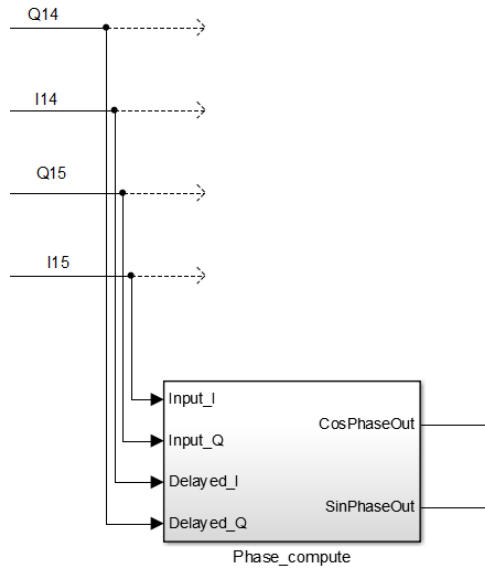 Q14
I14
Q15
I15
Input_I
CosPhaseOut
Input_Q
Delayed_I
SinPhaseOut
Delayed_Q
Phase_compute